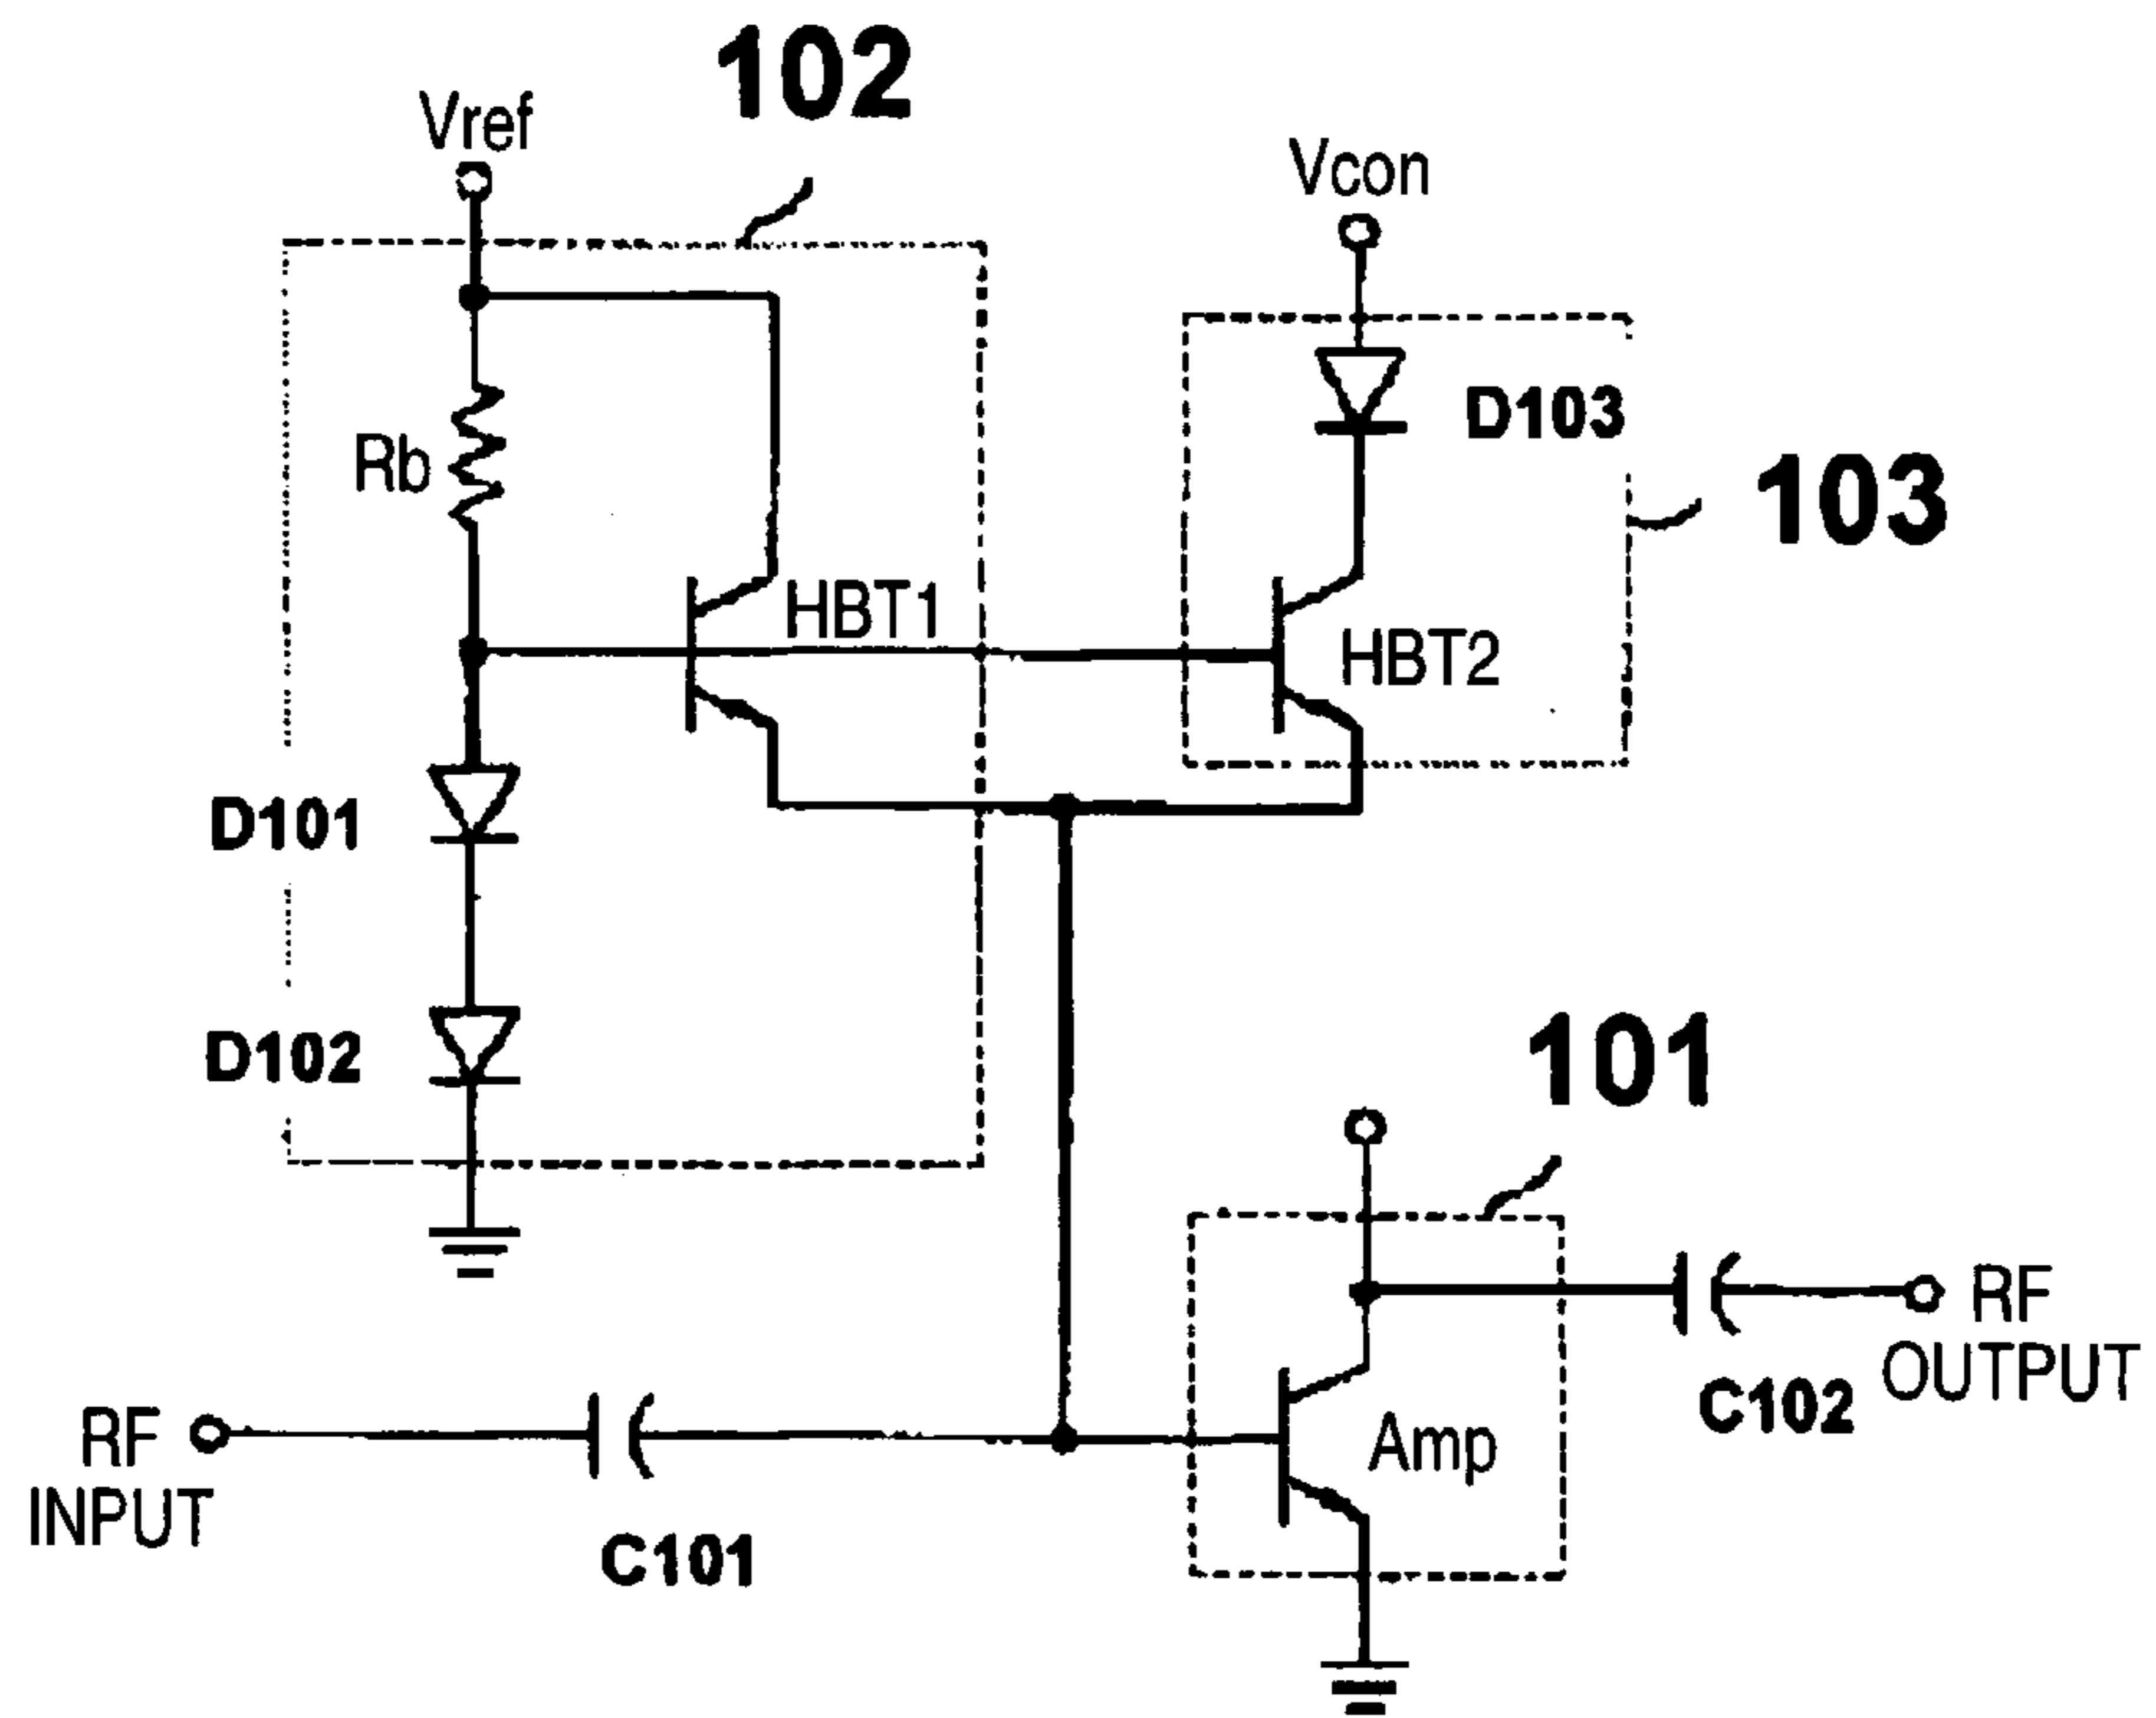 102
Vref
Vcon
D103
Rb
103
HBT1
HBT2
D101
101
D102
RF
OUTPUT
C102
RF
INPUT
Amp
C101